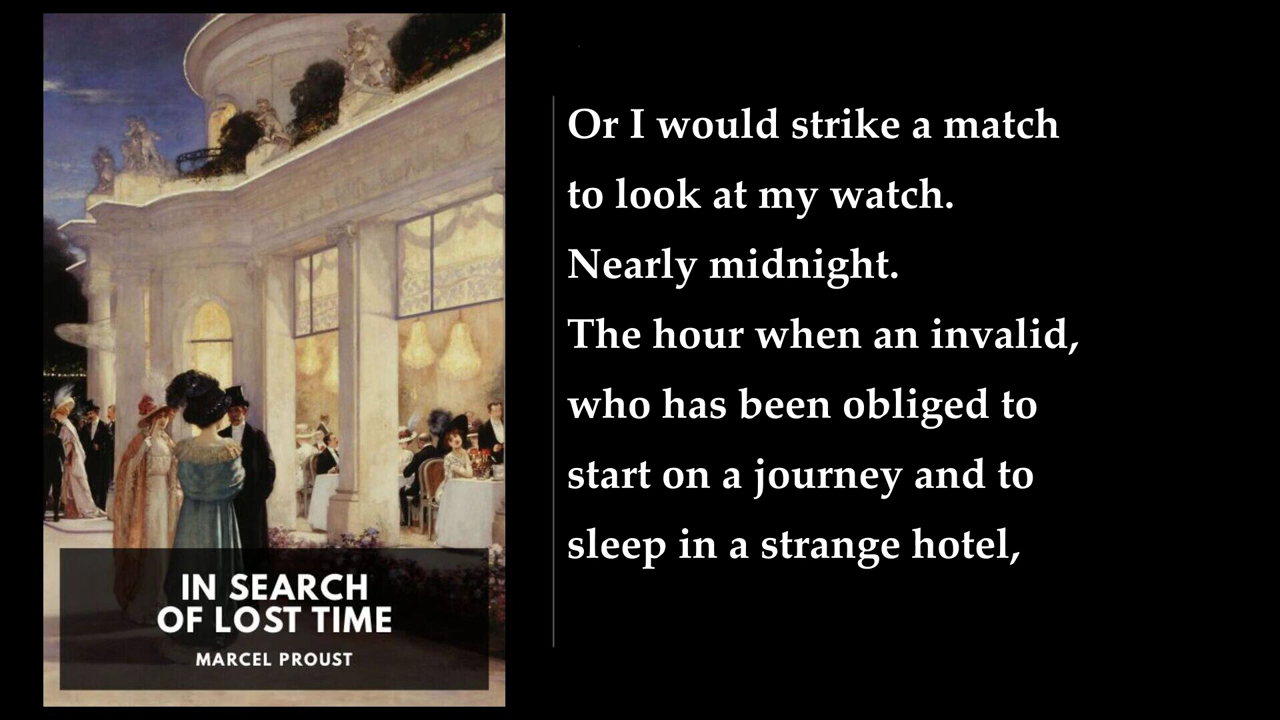 IN SEARCH
OF LOST TIME
MARCEL PROUST
Or I would strike a match
to look at my watch.
Nearly midnight.
The hour when an invalid,
who has been obliged to
start on a journey and to
sleep in a strange hotel,